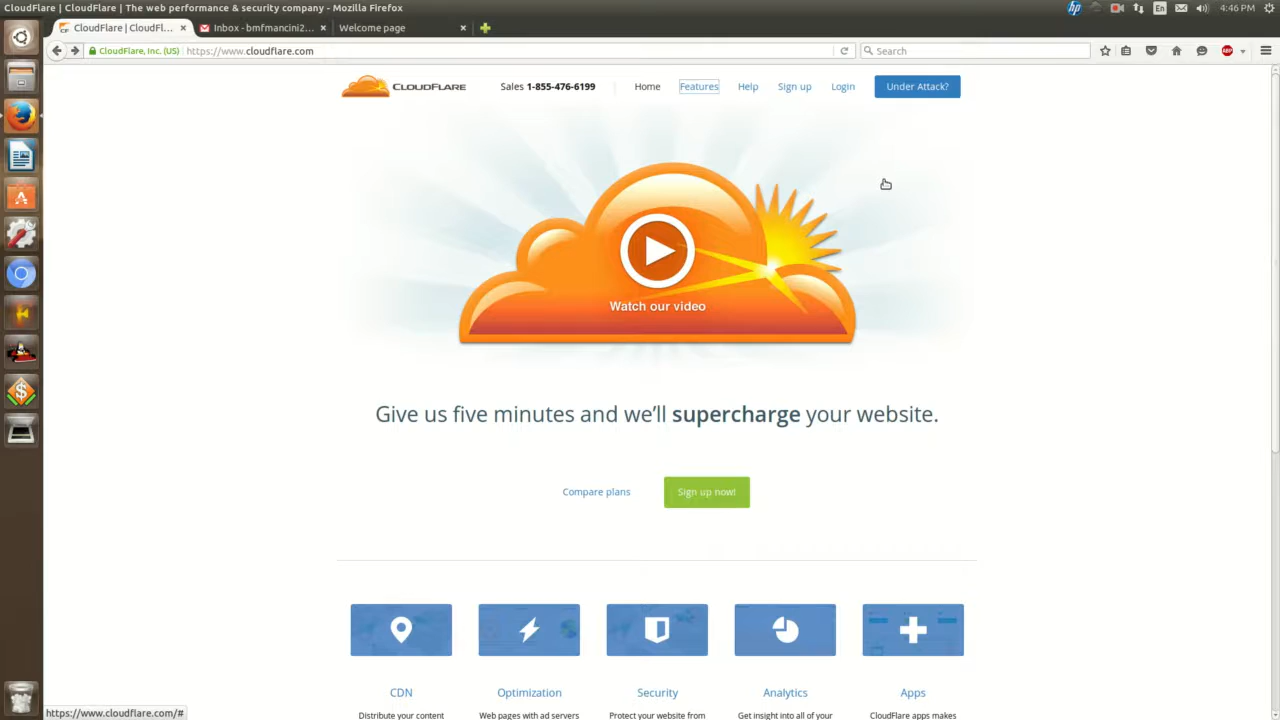 CloudFlare | CloudFlare | The web performance & security company - Mozilla Firefox
En
4:46 PM
CloudFlare | CloudFl...
Inbox - bmfmancini2...
Welcome page
CloudFlare, Inc. (US)
https://www.cloudflare.com
Search
ABP
CLOUDFLARE
Sales 1-855-476-6199
Home
Features
Help
Sign up
Login
Under Attack?
Watch our video
Give us five minutes and we’ll supercharge your website.
Compare plans
Sign up now!
CDN
Optimization
Security
Analytics
Apps
Distribute your content
Web pages with ad servers
Protect your website from
Get insight into all of your
CloudFlare apps makes
https://www.cloudflare.com/#